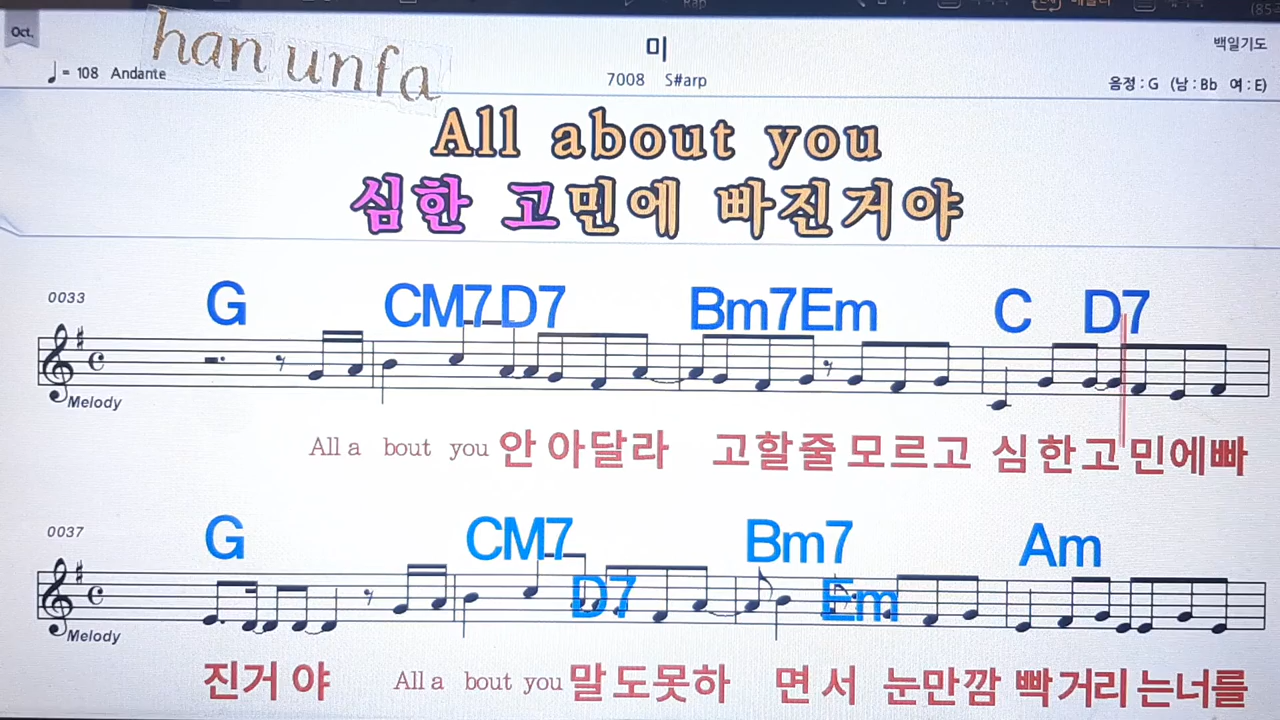 Oct.
han unfa
미
백일기도
♩ = 108 Andante
7008 S#arp
음정 : G (남 : Bb 여 : E)
All about you
심한 고민에 빠진거야
0033
G CM7 D7 Bm7 Em C D7
Melody
All a bout you 안 아달라 고할줄 모르고 심한고 민에빠
0037
G CM7 D7 Bm7 Em Am
Melody
진거 야 All a bout you 말도못하 면 서 눈만깜 빡거리 는너를